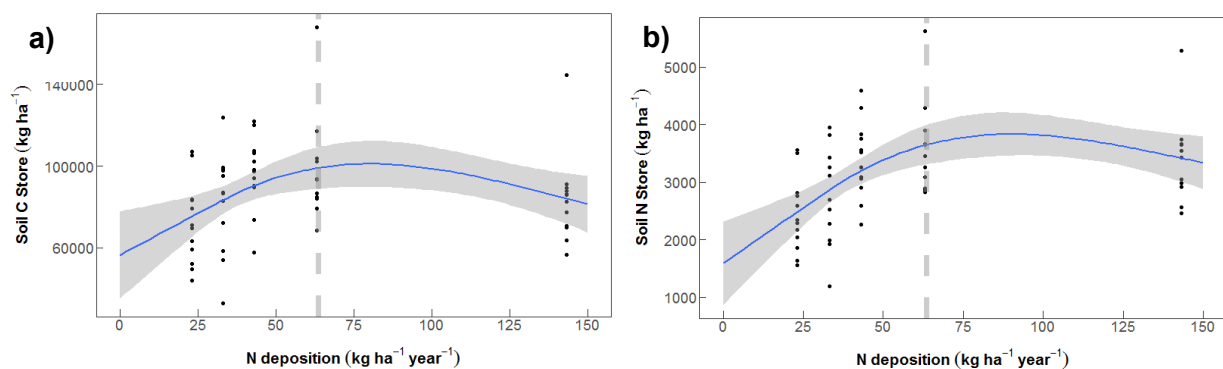 a)
Soil C Store (kg ha⁻¹)
140000
100000
60000
0 25 50 75 100 125 150
N deposition (kg ha⁻¹ year⁻¹)
b)
Soil N Store (kg ha⁻¹)
5000
4000
3000
2000
1000
0 25 50 75 100 125 150
N deposition (kg ha⁻¹ year⁻¹)